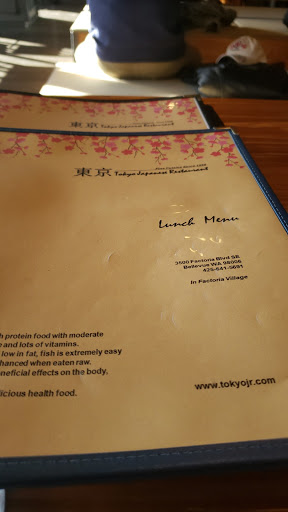 東京 Tokyo Japanese Restaurant
東京 Tokyo Japanese Restaurant
Lunch Menu
3500 Factoria Blvd SE
Bellevue WA 98006
425-641-5691
In Factoria Village
h protein food with moderate
and lots of vitamins.
low in fat, fish is extremely easy
hanced when eaten raw.
neficial effects on the body.
licious health food.
www.tokyojr.com